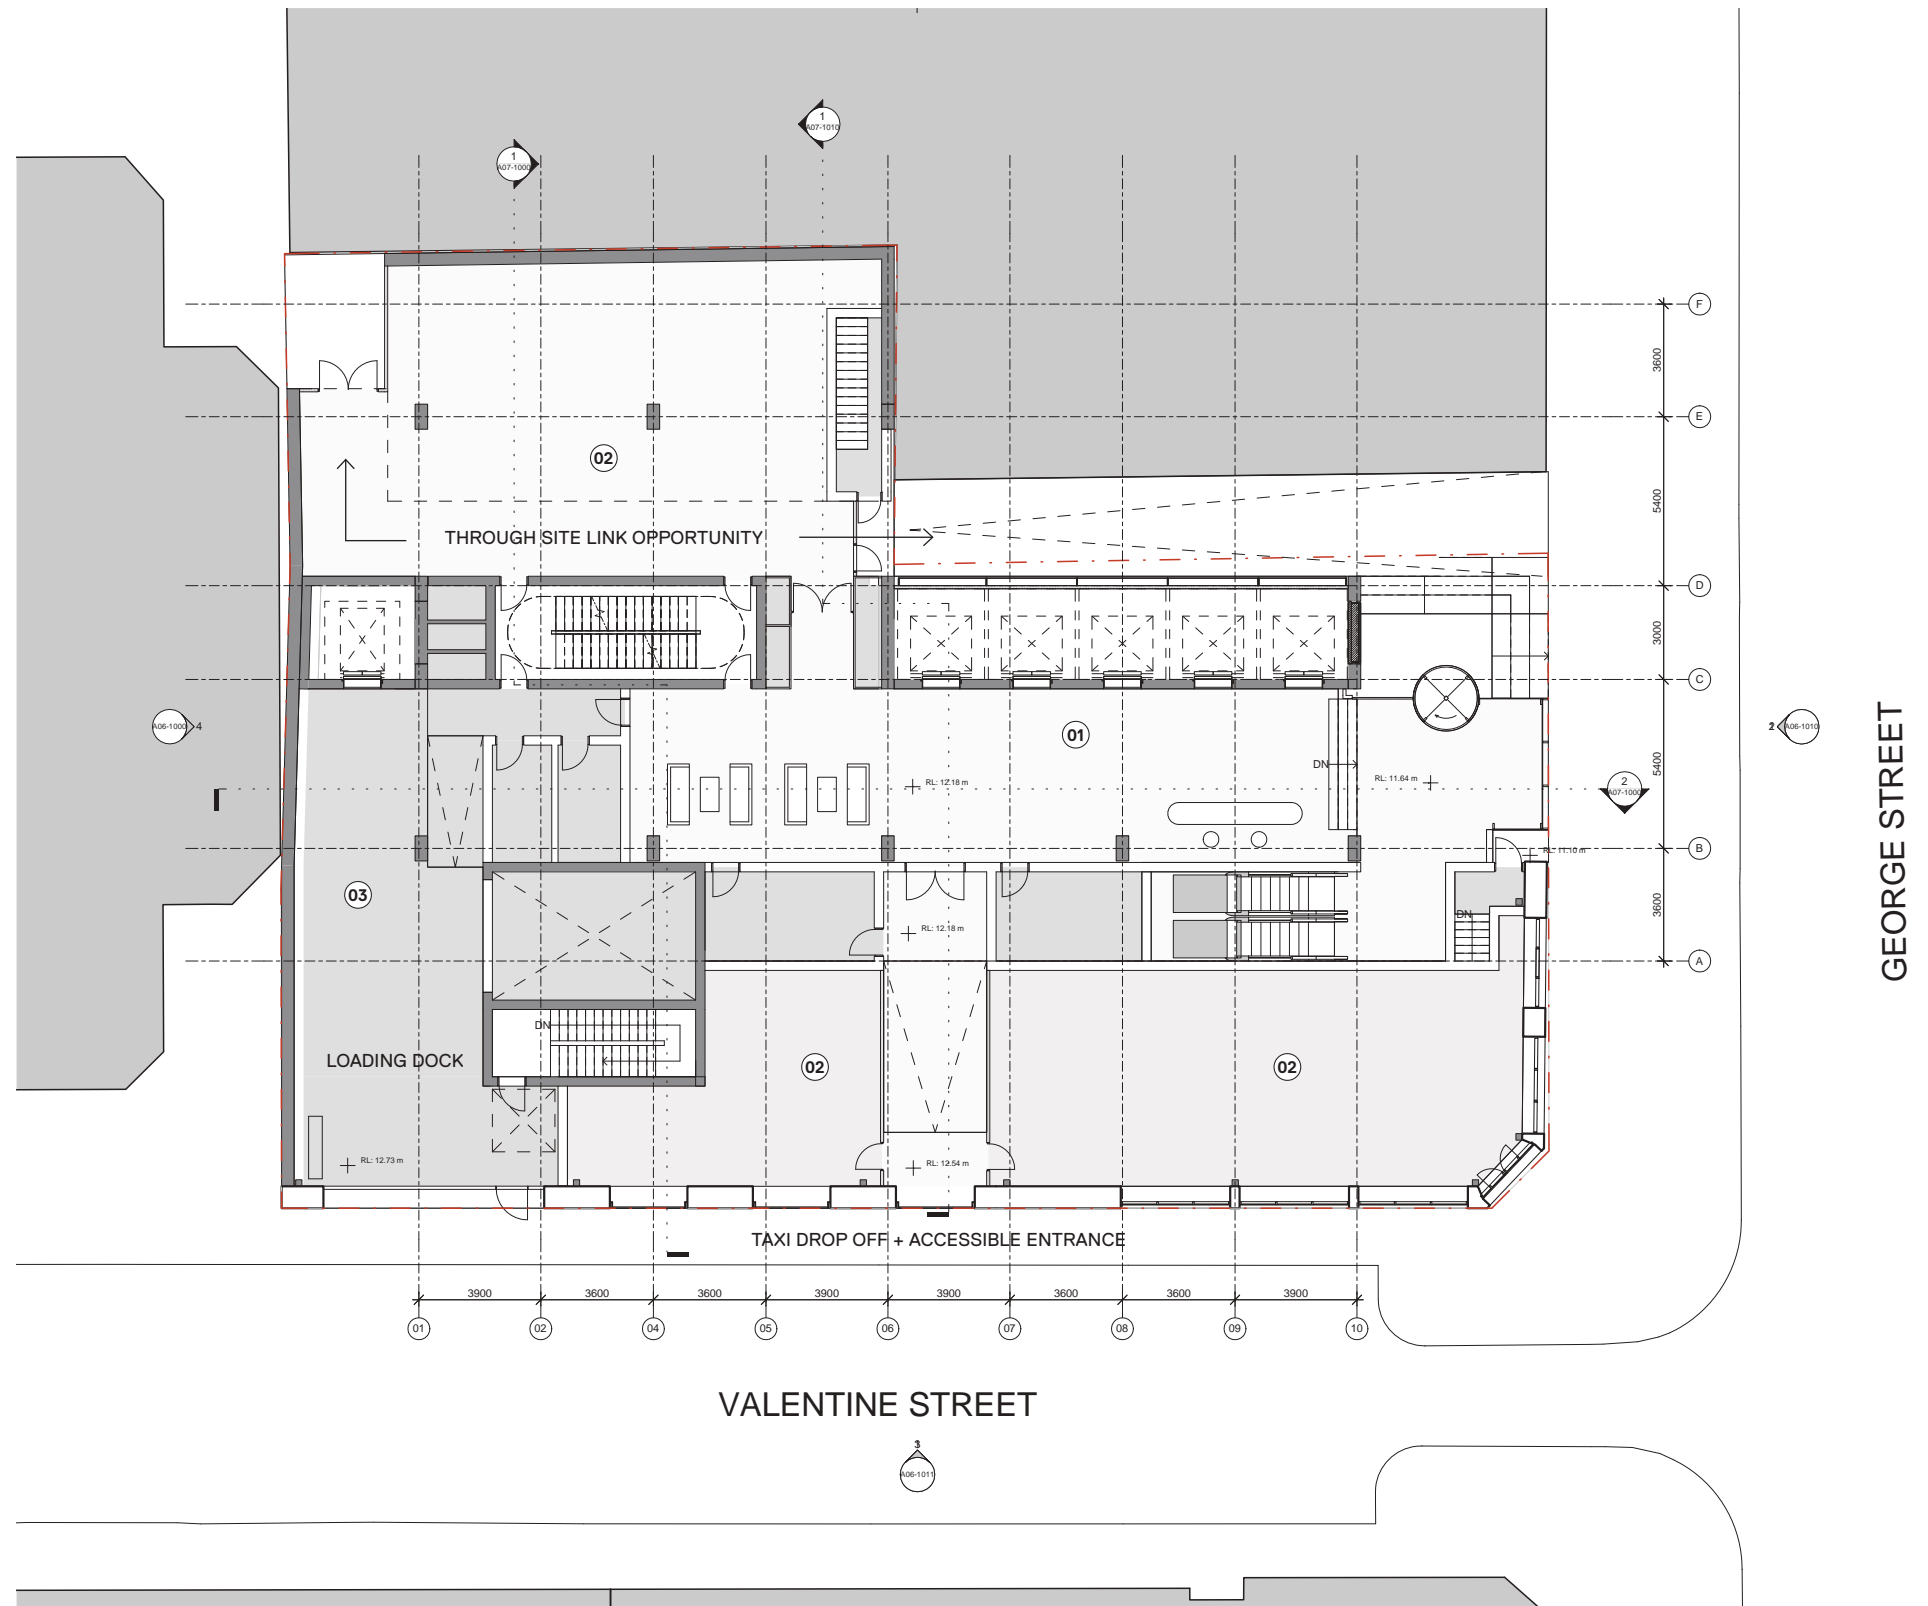 1
A07-1010
1
A07-1000
F
3600
E
02
5400
THROUGH SITE LINK OPPORTUNITY
D
3000
C
A06-1000
4
01
2
A06-1010
GEORGE STREET
DN
RL: 12.18 m
RL: 11.64 m
5400
2
A07-1000
B
RL: 11.10 m
03
3600
DN
RL: 12.18 m
A
DN
LOADING DOCK
02
02
RL: 12.73 m
RL: 12.54 m
TAXI DROP OFF + ACCESSIBLE ENTRANCE
3900
3600
3600
3900
3900
3600
3600
3900
01
02
04
05
06
07
08
09
10
VALENTINE STREET
A06-1011